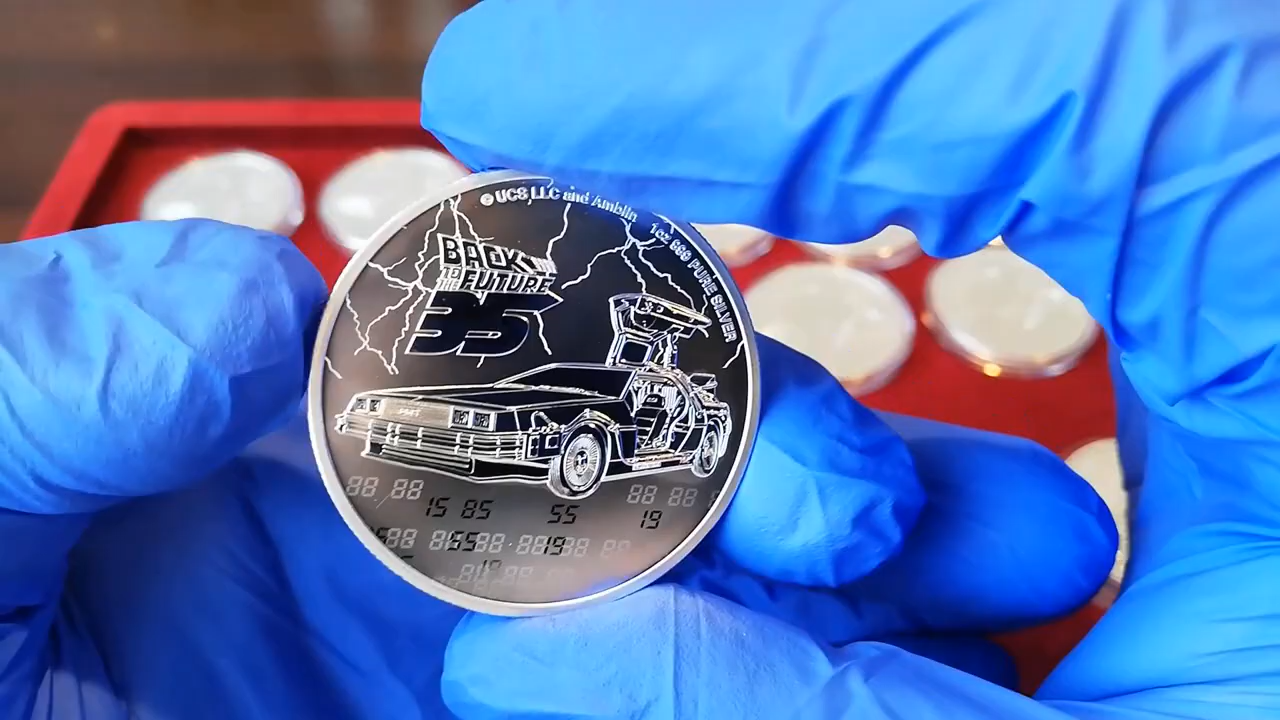 © UCS LLC and Amblin
1oz 999 PURE SILVER
BACK
TO THE
FUTURE
35
88 88
88 88
15 85
55
19